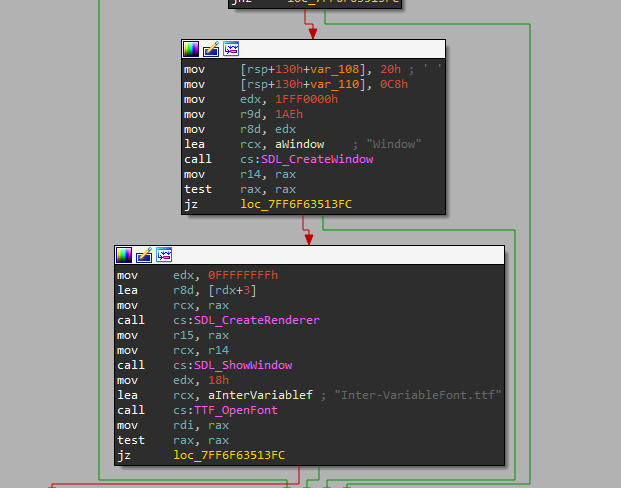 jnz loc_7FF6F63513FC
mov [rsp+130h+var_108], 20h ; ' '
mov [rsp+130h+var_110], 0C8h
mov edx, 1FFF0000h
mov r9d, 1AEh
mov r8d, edx
lea rcx, aWindow ; "Window"
call cs:SDL_CreateWindow
mov r14, rax
test rax, rax
jz loc_7FF6F63513FC
mov edx, 0FFFFFFFFh
lea r8d, [rdx+3]
mov rcx, rax
call cs:SDL_CreateRenderer
mov r15, rax
mov rcx, r14
call cs:SDL_ShowWindow
mov edx, 18h
lea rcx, aInterVariablef ; "Inter-VariableFont.ttf"
call cs:TTF_OpenFont
mov rdi, rax
test rax, rax
jz loc_7FF6F63513FC